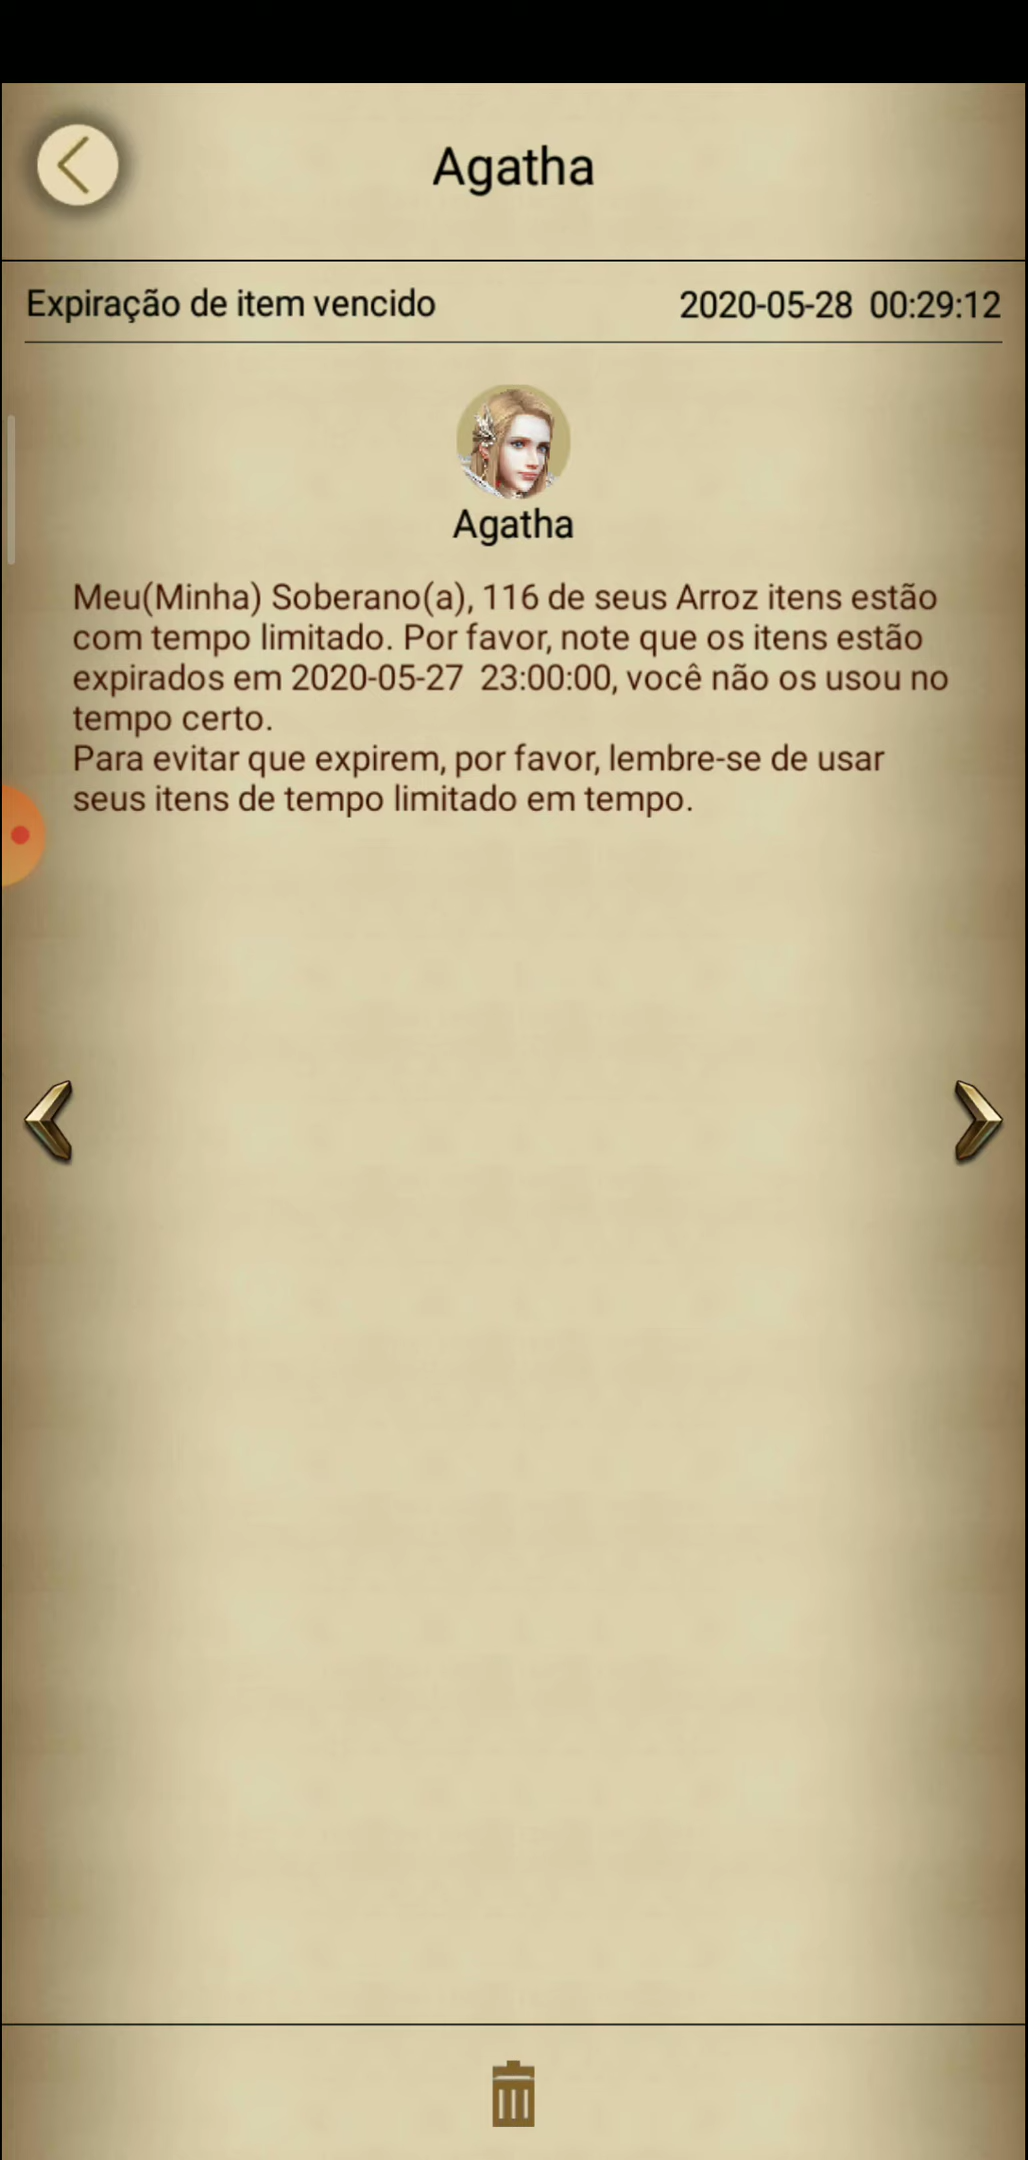 Agatha
Expiração de item vencido 2020-05-28 00:29:12
Agatha
Meu(Minha) Soberano(a), 116 de seus Arroz itens estão
com tempo limitado. Por favor, note que os itens estão
expirados em 2020-05-27 23:00:00, você não os usou no
tempo certo.
Para evitar que expirem, por favor, lembre-se de usar
seus itens de tempo limitado em tempo.